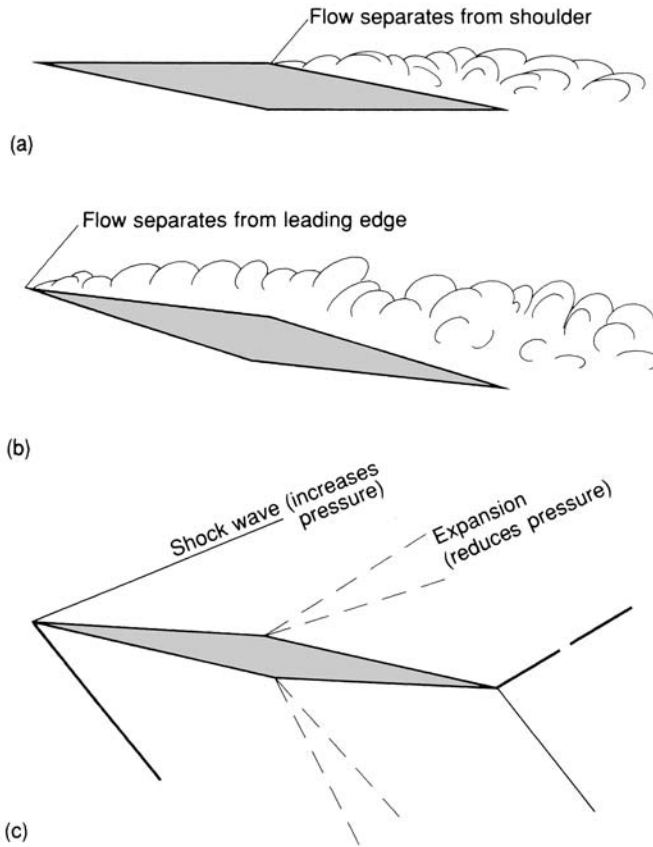 Flow separates from shoulder
(a)
Flow separates from leading edge
(b)
Shock wave (increases
pressure)
Expansion
(reduces pressure)
(c)